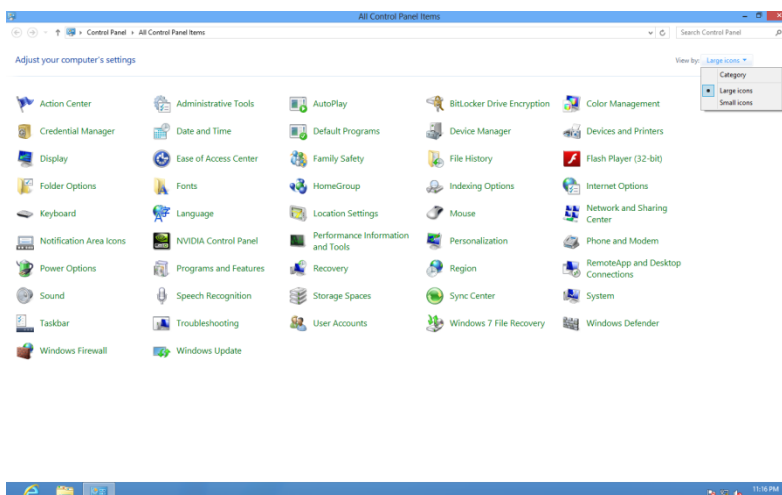 All Control Panel Items
Control Panel
All Control Panel Items
Search Control Panel
Adjust your computer's settings
View by: Large icons
Category
Large icons
Small icons
Action Center
Administrative Tools
AutoPlay
BitLocker Drive Encryption
Color Management
Credential Manager
Date and Time
Default Programs
Device Manager
Devices and Printers
Display
Ease of Access Center
Family Safety
File History
Flash Player (32-bit)
Folder Options
Fonts
HomeGroup
Indexing Options
Internet Options
Keyboard
Language
Location Settings
Mouse
Network and Sharing
Center
Notification Area Icons
NVIDIA Control Panel
Performance Information
and Tools
Personalization
Phone and Modem
Power Options
Programs and Features
Recovery
Region
RemoteApp and Desktop
Connections
Sound
Speech Recognition
Storage Spaces
Sync Center
System
Taskbar
Troubleshooting
User Accounts
Windows 7 File Recovery
Windows Defender
Windows Firewall
Windows Update
11:16 PM